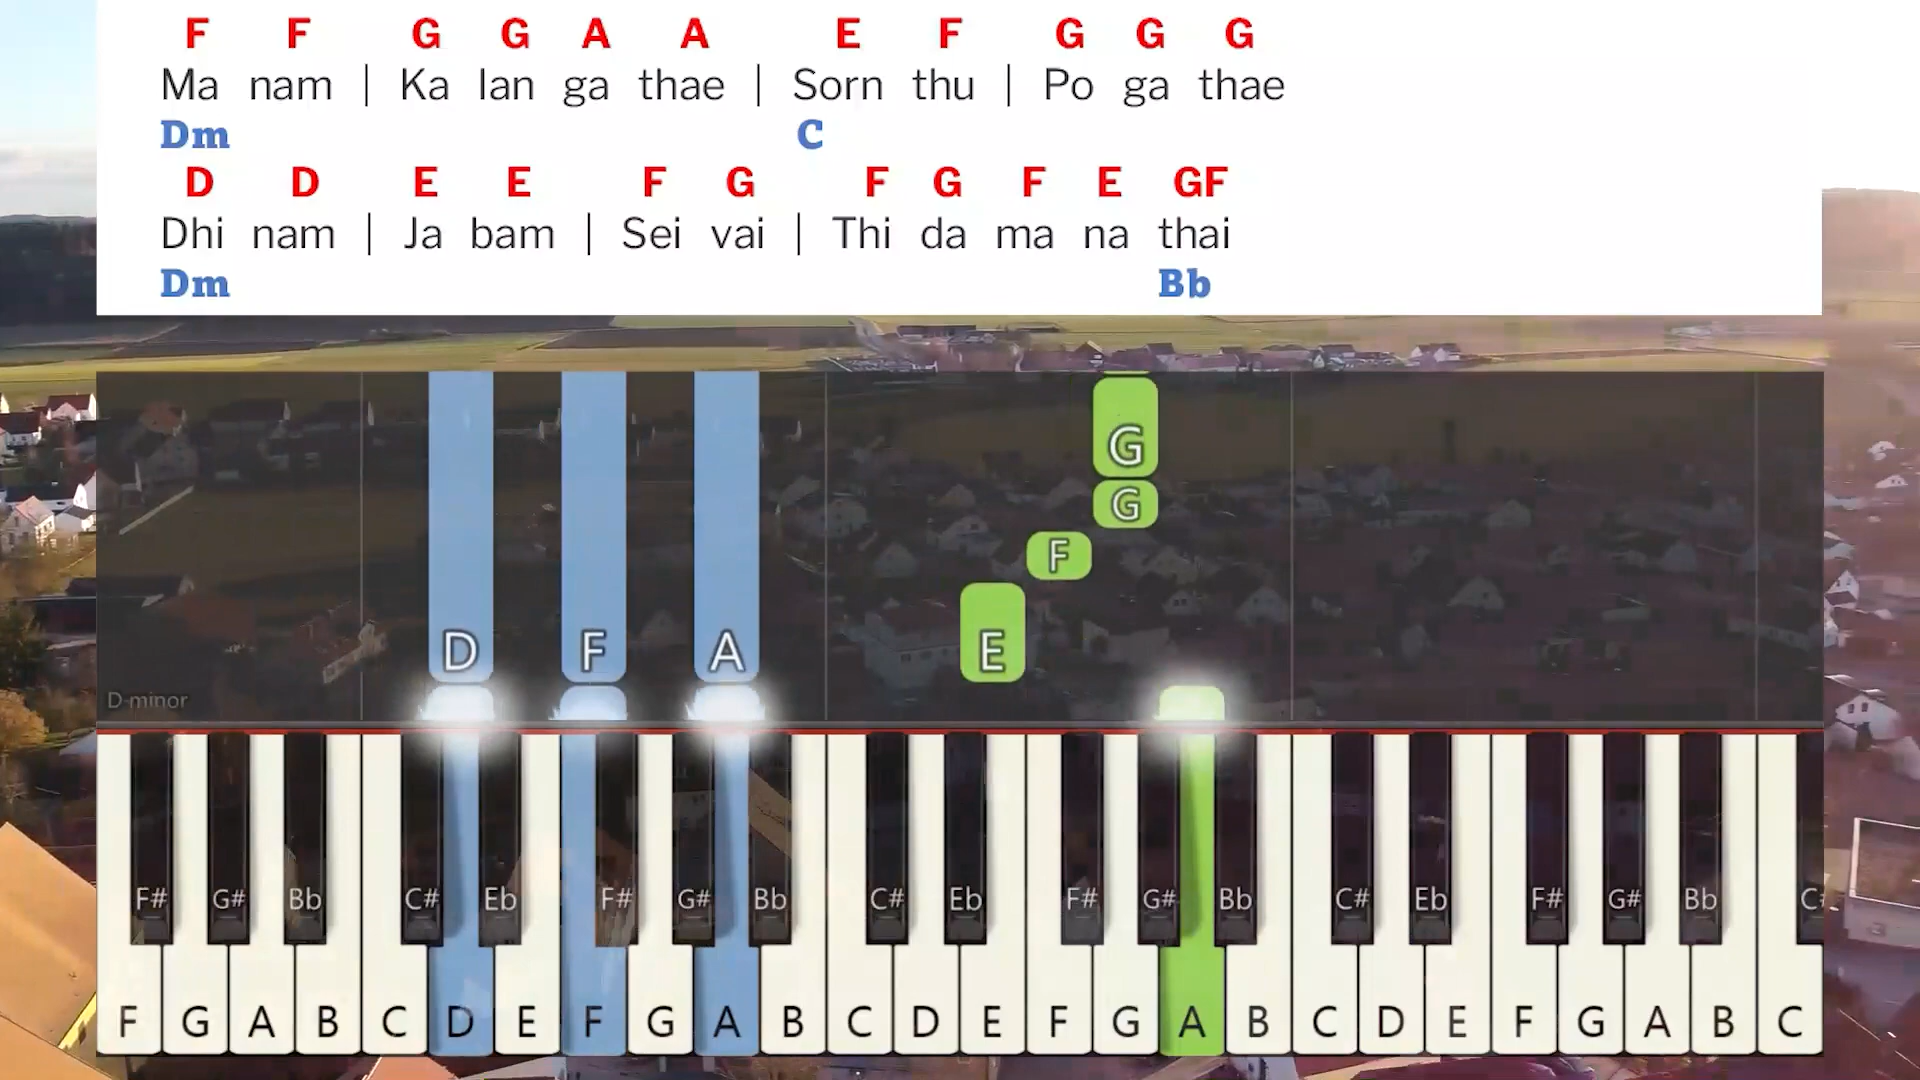 F F G G A A E F G G G
Ma nam | Ka lan ga thae | Sorn thu | Po ga thae
Dm C
D D E E F G F G F E GF
Dhi nam | Ja bam | Sei vai | Thi da ma na thai
Dm Bb
G
G
F
D F A E
D-minor
F# G# Bb C# Eb F# G# Bb C# Eb F# G# Bb C# Eb F# G# Bb C#
F G A B C D E F G A B C D E F G A B C D E F G A B C